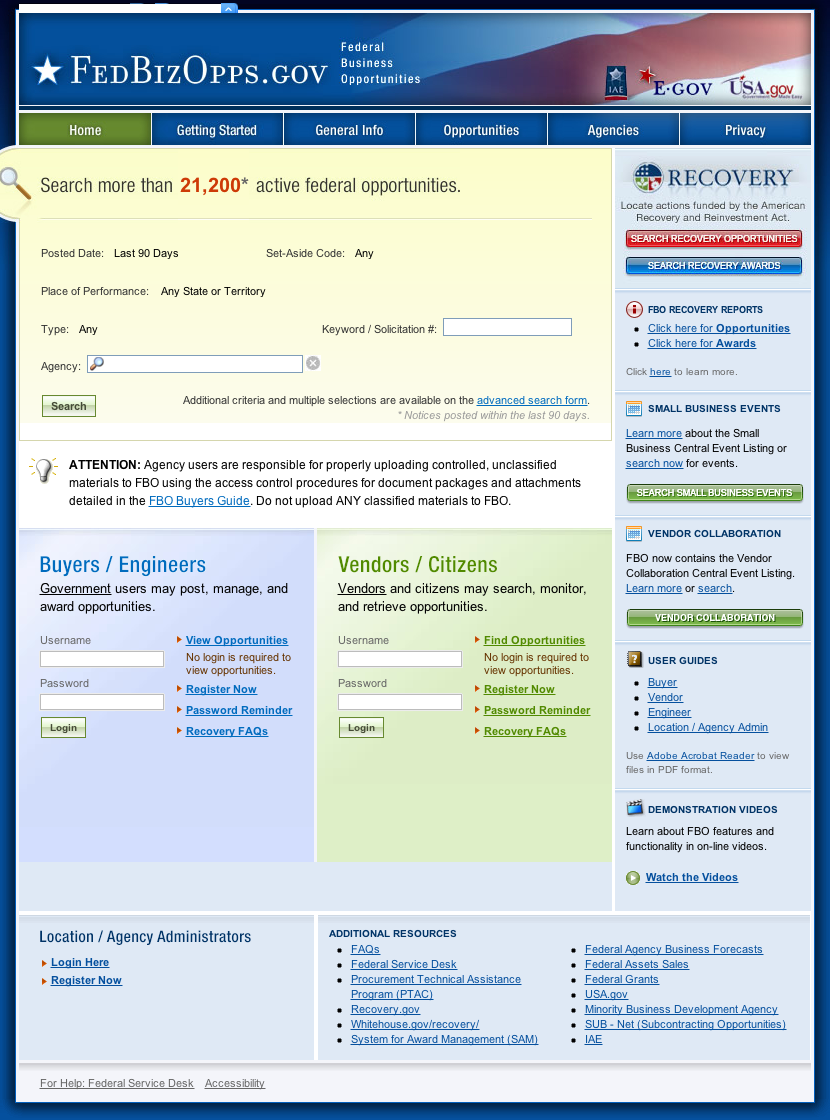 FedBizOpps.gov
Federal
Business
Opportunities
IAE
E-GOV
USA.gov
Government Made Easy
Home
Getting Started
General Info
Opportunities
Agencies
Privacy
Search more than 21,200* active federal opportunities.
Posted Date: Last 90 Days
Set-Aside Code: Any
Place of Performance: Any State or Territory
Type: Any
Keyword / Solicitation #:
Agency:
Search
Additional criteria and multiple selections are available on the advanced search form.
* Notices posted within the last 90 days.
ATTENTION: Agency users are responsible for properly uploading controlled, unclassified
materials to FBO using the access control procedures for document packages and attachments
detailed in the FBO Buyers Guide. Do not upload ANY classified materials to FBO.
Buyers / Engineers
Government users may post, manage, and
award opportunities.
Username
Password
Login
View Opportunities
No login is required to
view opportunities.
Register Now
Password Reminder
Recovery FAQs
Vendors / Citizens
Vendors and citizens may search, monitor,
and retrieve opportunities.
Username
Password
Login
Find Opportunities
No login is required to
view opportunities.
Register Now
Password Reminder
Recovery FAQs
RECOVERY
Locate actions funded by the American
Recovery and Reinvestment Act.
SEARCH RECOVERY OPPORTUNITIES
SEARCH RECOVERY AWARDS
FBO RECOVERY REPORTS
Click here for Opportunities
Click here for Awards
Click here to learn more.
SMALL BUSINESS EVENTS
Learn more about the Small
Business Central Event Listing or
search now for events.
SEARCH SMALL BUSINESS EVENTS
VENDOR COLLABORATION
FBO now contains the Vendor
Collaboration Central Event Listing.
Learn more or search.
VENDOR COLLABORATION
USER GUIDES
Buyer
Vendor
Engineer
Location / Agency Admin
Use Adobe Acrobat Reader to view
files in PDF format.
DEMONSTRATION VIDEOS
Learn about FBO features and
functionality in on-line videos.
Watch the Videos
Location / Agency Administrators
Login Here
Register Now
ADDITIONAL RESOURCES
FAQs
Federal Service Desk
Procurement Technical Assistance
Program (PTAC)
Recovery.gov
Whitehouse.gov/recovery/
System for Award Management (SAM)
Federal Agency Business Forecasts
Federal Assets Sales
Federal Grants
USA.gov
Minority Business Development Agency
SUB - Net (Subcontracting Opportunities)
IAE
For Help: Federal Service Desk
Accessibility